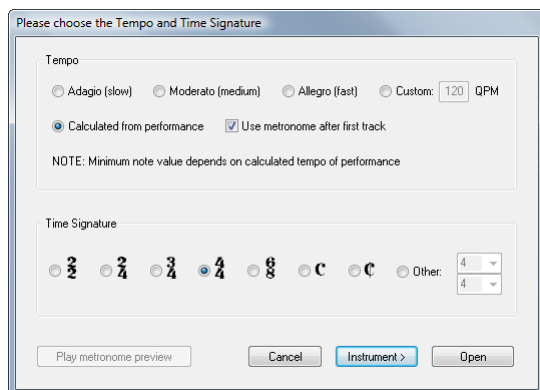 Please choose the Tempo and Time Signature
Tempo
Adagio (slow) Moderato (medium) Allegro (fast) Custom: 120 QPM
Calculated from performance Use metronome after first track
NOTE: Minimum note value depends on calculated tempo of performance
Time Signature
2/2 2/4 3/4 4/4 6/8 C ₵ Other: 4
4
Play metronome preview Cancel Instrument > Open